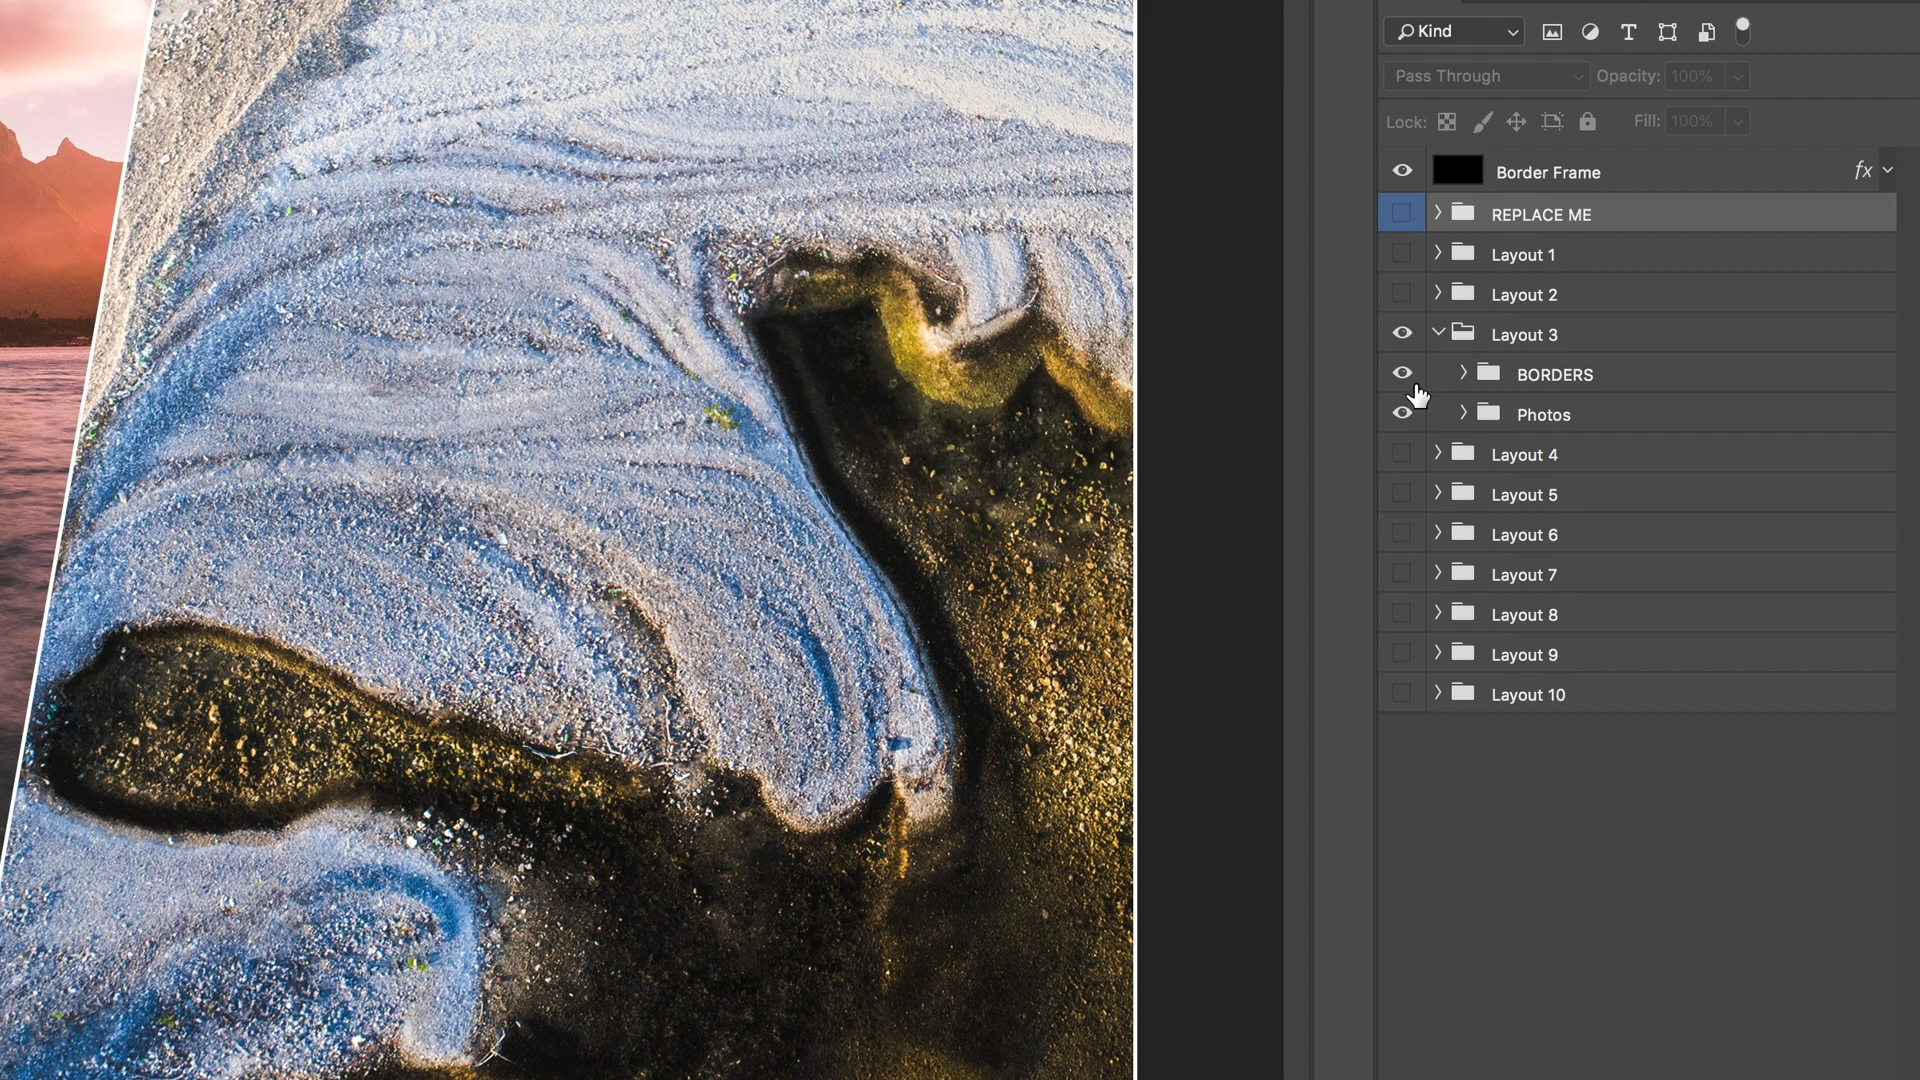 Kind
Pass Through Opacity: 100%
Lock: Fill: 100%
Border Frame fx
REPLACE ME
Layout 1
Layout 2
Layout 3
BORDERS
Photos
Layout 4
Layout 5
Layout 6
Layout 7
Layout 8
Layout 9
Layout 10